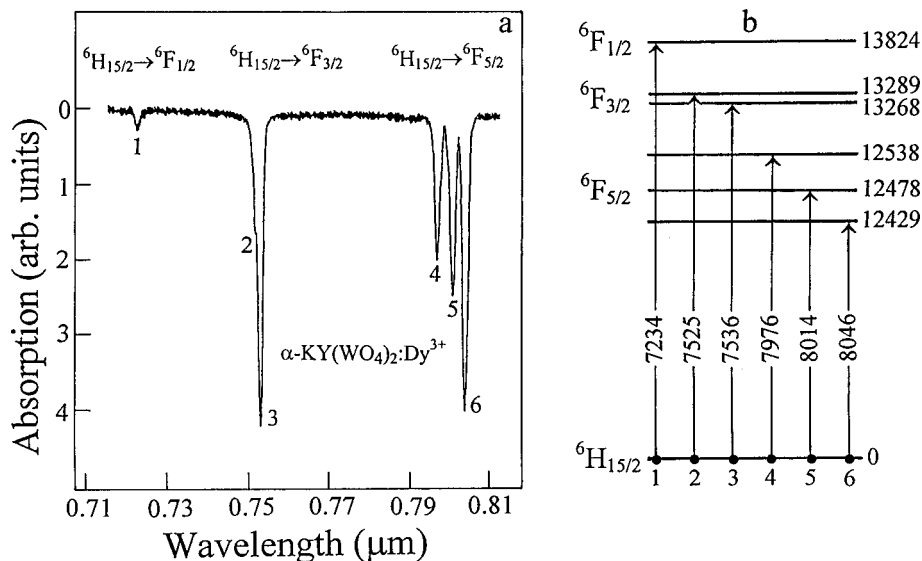 a
⁶H₁₅/₂→⁶F₁/₂ ⁶H₁₅/₂→⁶F₃/₂ ⁶H₁₅/₂→⁶F₅/₂
Absorption (arb. units)
0
1
2
3
4
1
2
3
4
5
6
α-KY(WO₄)₂:Dy³⁺
0.71 0.73 0.75 0.77 0.79 0.81
Wavelength (μm)
b
⁶F₁/₂ 13824
13289
⁶F₃/₂ 13268
12538
⁶F₅/₂ 12478
12429
7234 7525 7536 7976 8014 8046
⁶H₁₅/₂ 0
1 2 3 4 5 6